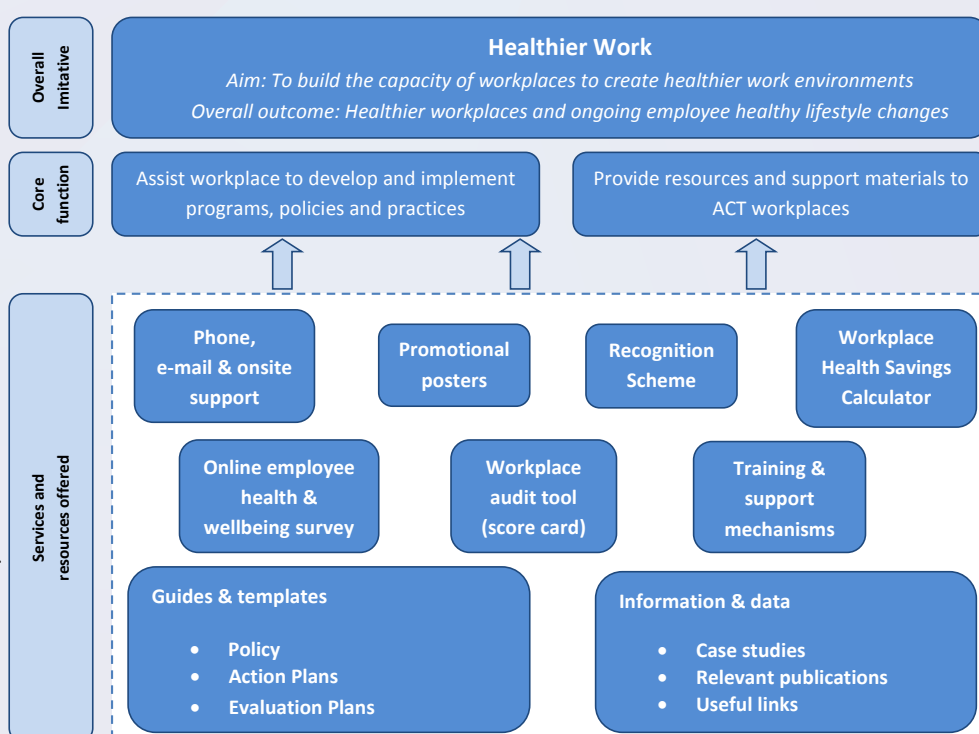 Overall
Imitative
Healthier Work
Aim: To build the capacity of workplaces to create healthier work environments
Overall outcome: Healthier workplaces and ongoing employee healthy lifestyle changes
Core
function
Assist workplace to develop and implement
programs, policies and practices
Provide resources and support materials to
ACT workplaces
Services and
resources offered
Phone,
e-mail & onsite
support
Promotional
posters
Recognition
Scheme
Workplace
Health Savings
Calculator
Online employee
health &
wellbeing survey
Workplace
audit tool
(score card)
Training &
support
mechanisms
Guides & templates
• Policy
• Action Plans
• Evaluation Plans
Information & data
• Case studies
• Relevant publications
• Useful links